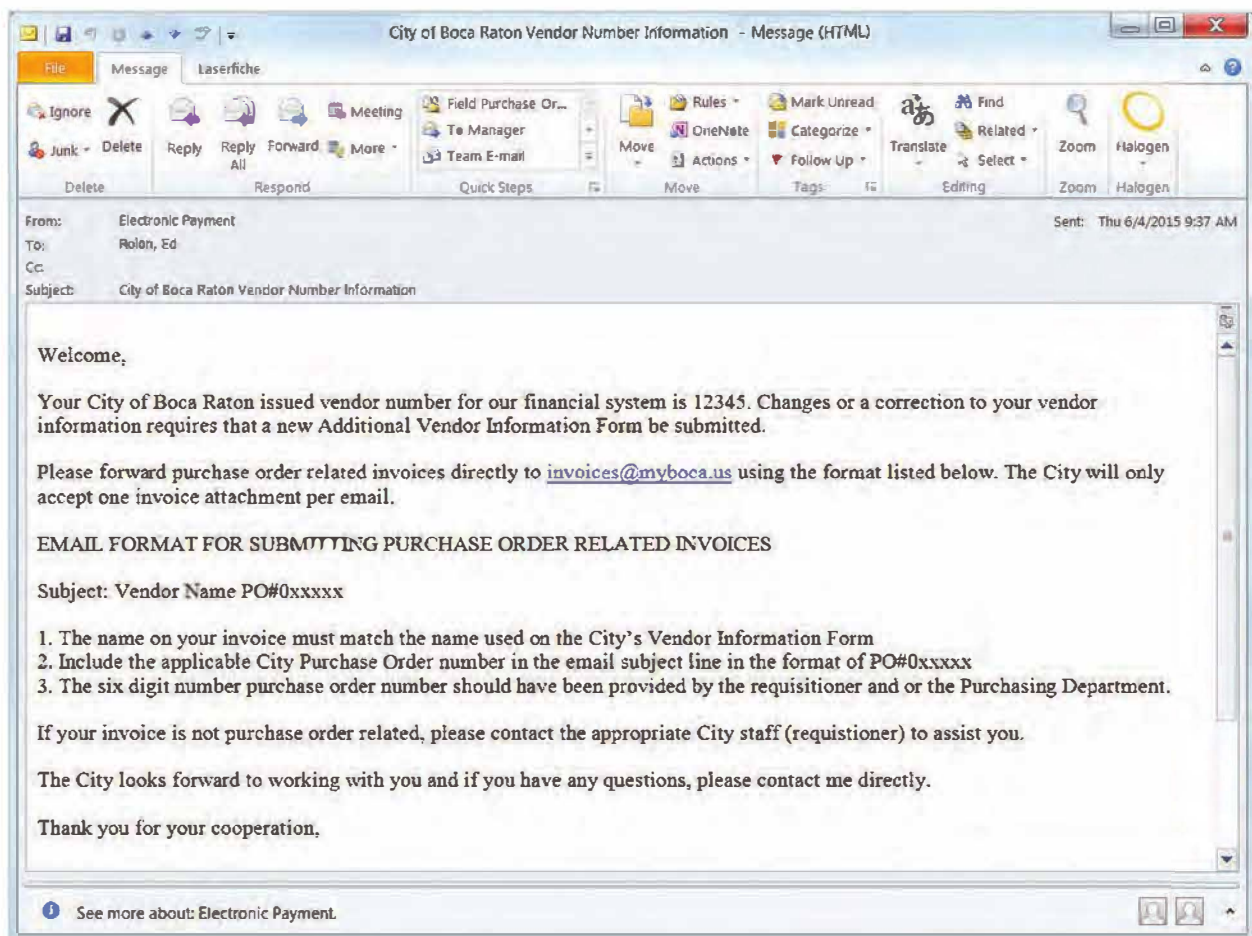 City of Boca Raton Vendor Number Information - Message (HTML)
File Message Laserfiche
Ignore
Junk
Delete
Reply
Reply All
Forward
Meeting
More
Field Purchase Or...
To Manager
Team E-mail
Move
Rules
OneNote
Actions
Mark Unread
Categorize
Follow Up
Translate
Find
Related
Select
Zoom
Halogen
Delete Respond Quick Steps Move Tags Editing Zoom Halogen
From: Electronic Payment Sent: Thu 6/4/2015 9:37 AM
To: Rolon, Ed
Cc:
Subject: City of Boca Raton Vendor Number Information
Welcome,
Your City of Boca Raton issued vendor number for our financial system is 12345. Changes or a correction to your vendor
information requires that a new Additional Vendor Information Form be submitted.
Please forward purchase order related invoices directly to invoices@myboca.us using the format listed below. The City will only
accept one invoice attachment per email.
EMAIL FORMAT FOR SUBMITTING PURCHASE ORDER RELATED INVOICES
Subject: Vendor Name PO#0xxxxx
1. The name on your invoice must match the name used on the City's Vendor Information Form
2. Include the applicable City Purchase Order number in the email subject line in the format of PO#0xxxxx
3. The six digit number purchase order number should have been provided by the requisitioner and or the Purchasing Department.
If your invoice is not purchase order related, please contact the appropriate City staff (requistioner) to assist you.
The City looks forward to working with you and if you have any questions, please contact me directly.
Thank you for your cooperation,
See more about: Electronic Payment.